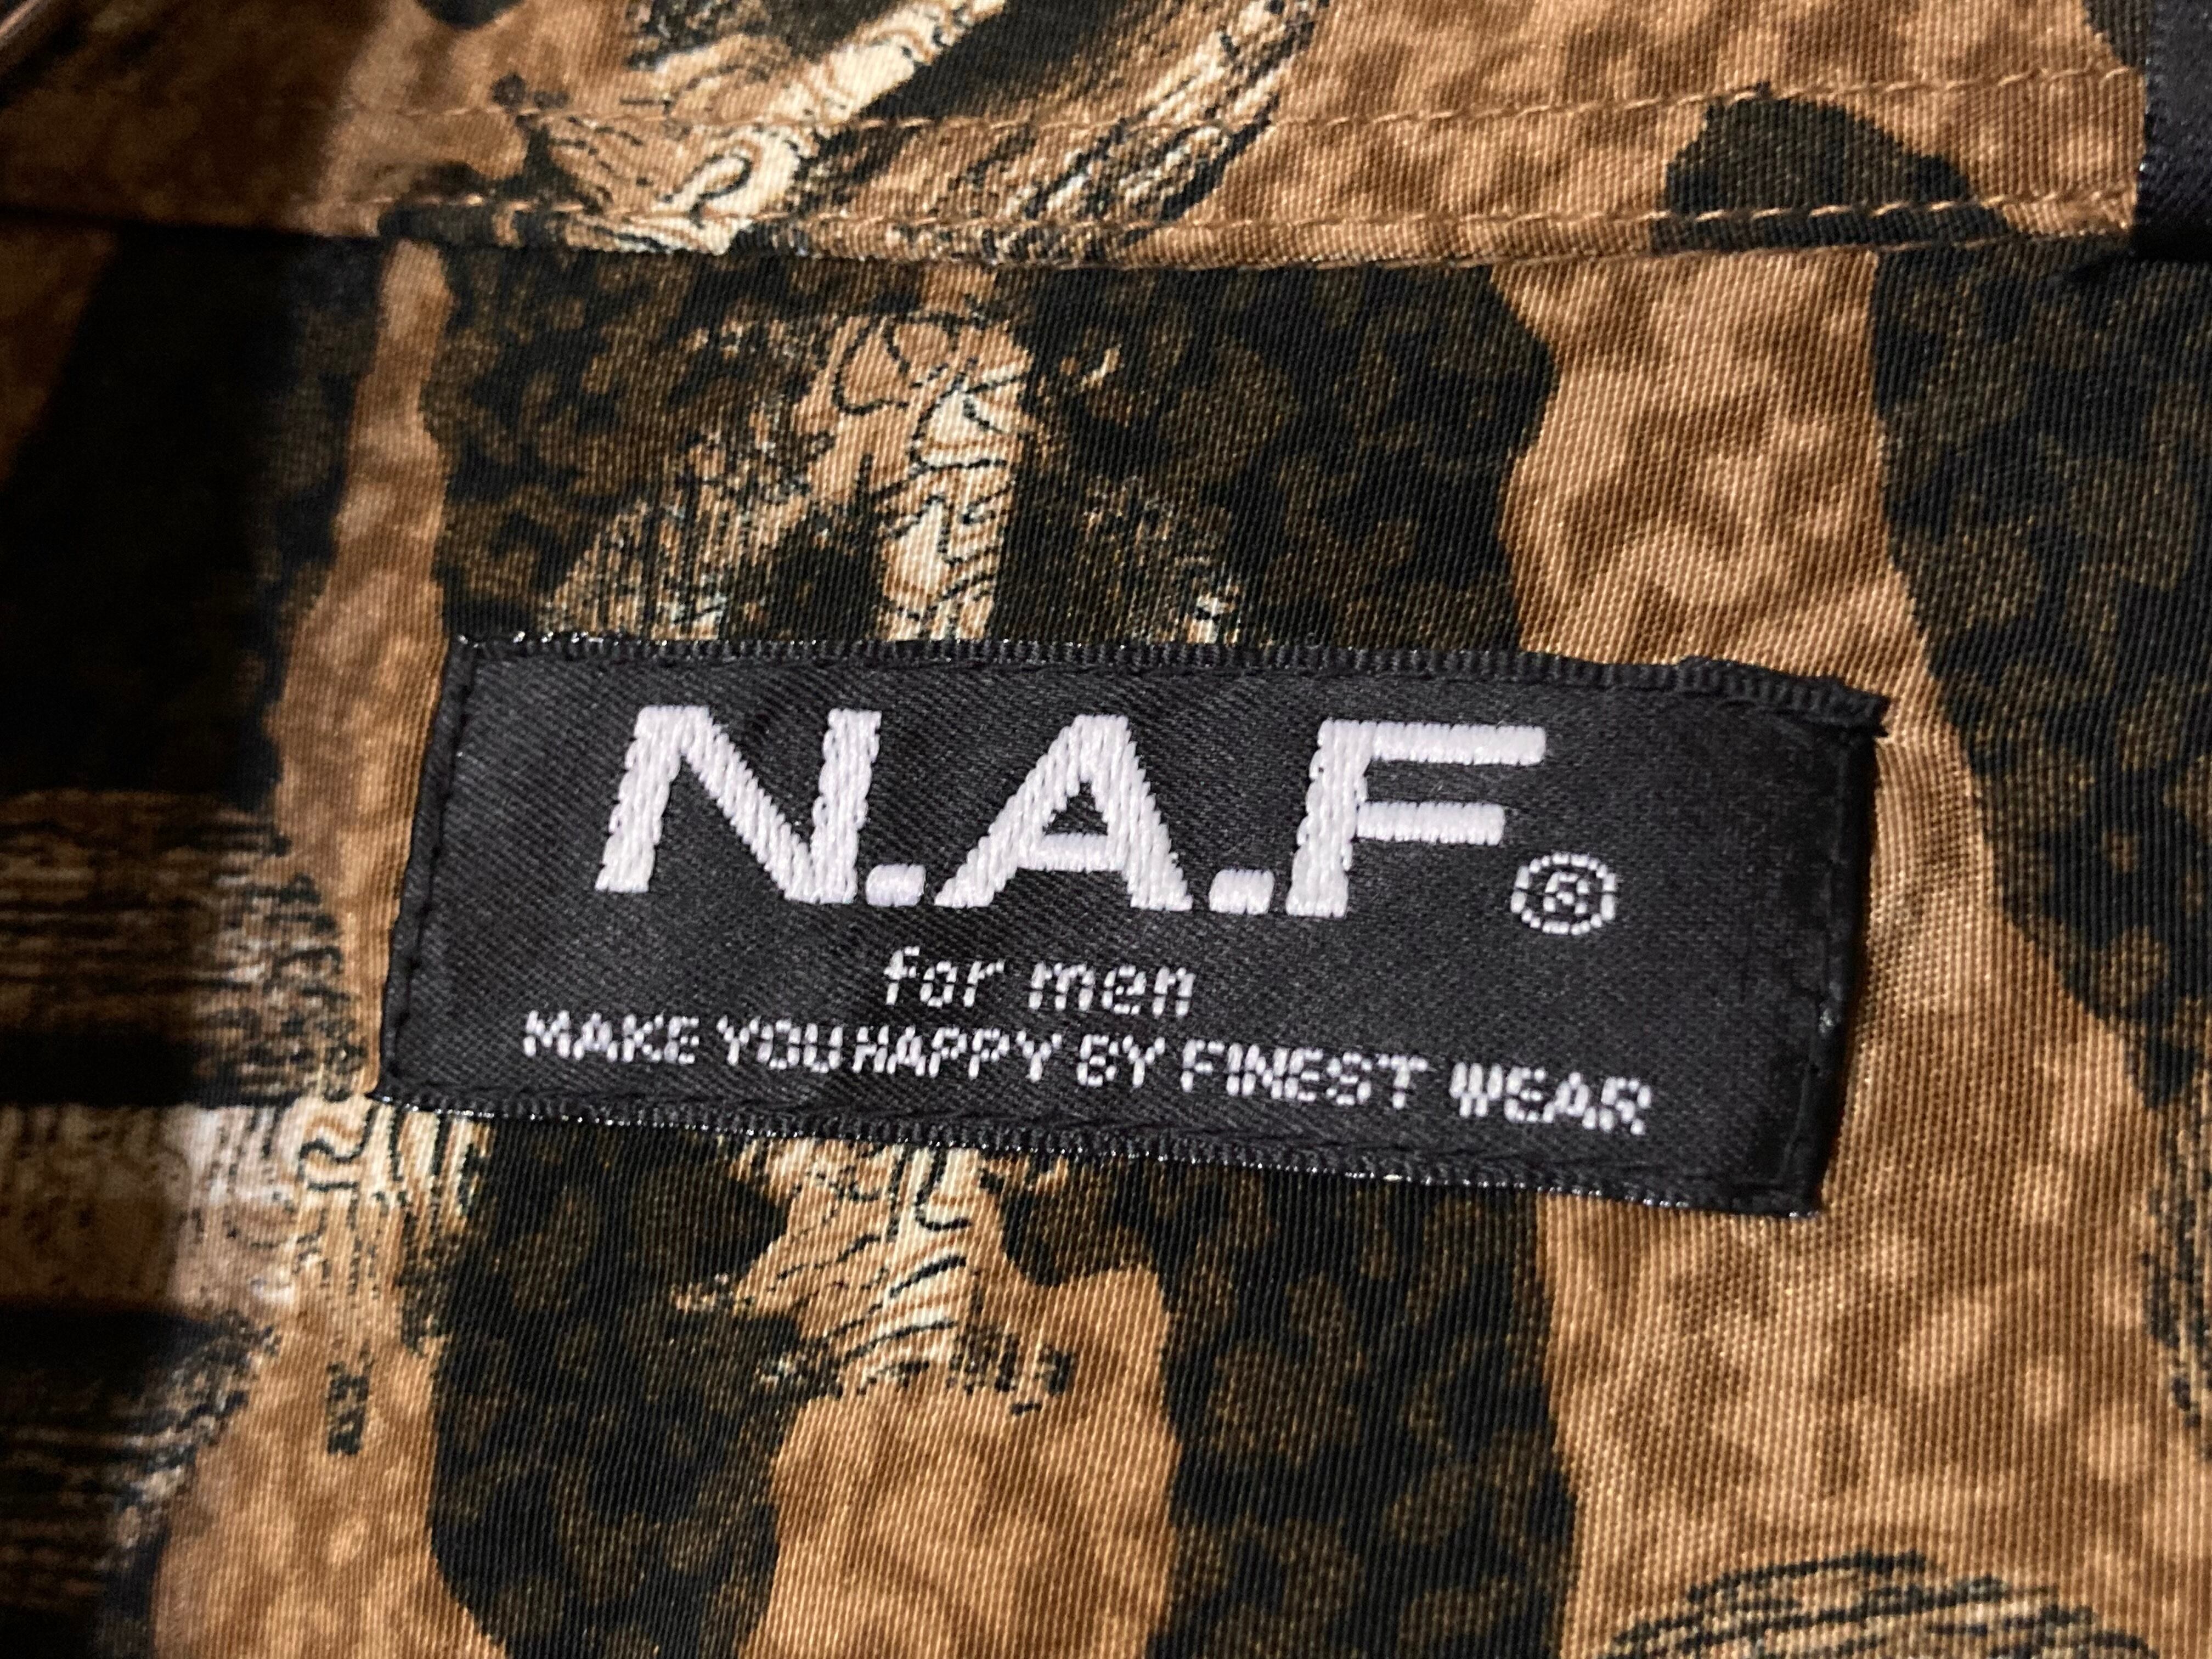 N.A.F.®
for men
MAKE YOU HAPPY BY FINEST WEAR